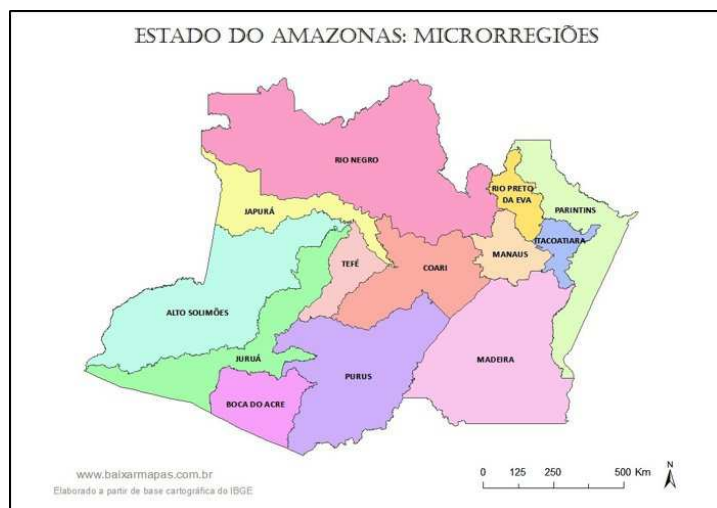 ESTADO DO AMAZONAS: MICRORREGIÕES
RIO NEGRO
RIO PRETO
DA EVA
PARINTINS
JAPURÁ
ITACOATIARA
MANAUS
TEFÉ
COARI
ALTO SOLIMÕES
JURUÁ
PURUS
MADEIRA
BOCA DO ACRE
www.baixarmapas.com.br
Elaborado a partir de base cartográfica do IBGE
0 125 250 500 Km
N